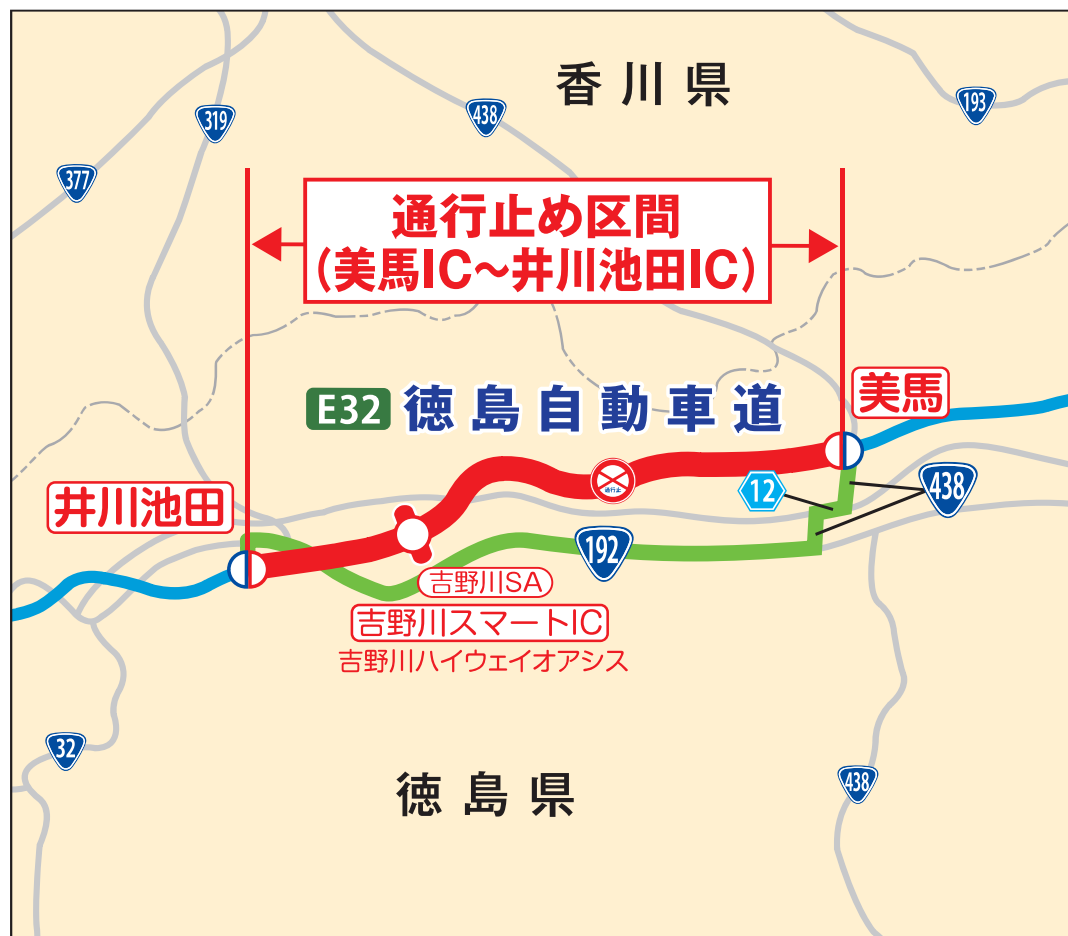 香川県
319
438
193
377
通行止め区間
(美馬IC～井川池田IC)
E32 徳島自動車道
美馬
通行止
12
438
井川池田
192
吉野川SA
吉野川スマートIC
吉野川ハイウェイオアシス
32
438
徳島県